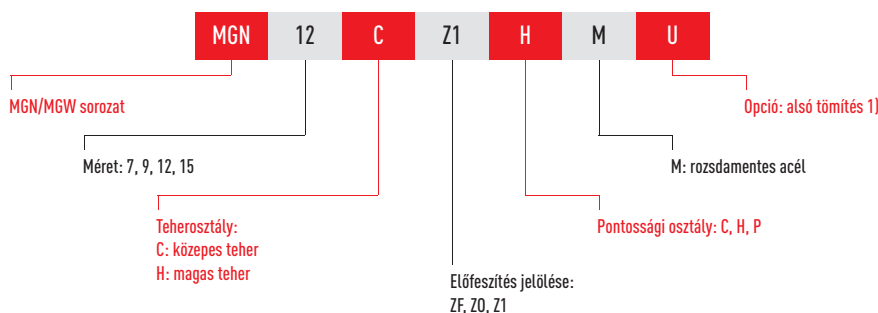 MGN 12 C Z1 H M U
MGN/MGW sorozat
Opció: alsó tömítés 1)
Méret: 7, 9, 12, 15
M: rozsdamentes acél
Teherosztály:
C: közepes teher
H: magas teher
Pontossági osztály: C, H, P
Előfeszítés jelölése:
ZF, Z0, Z1